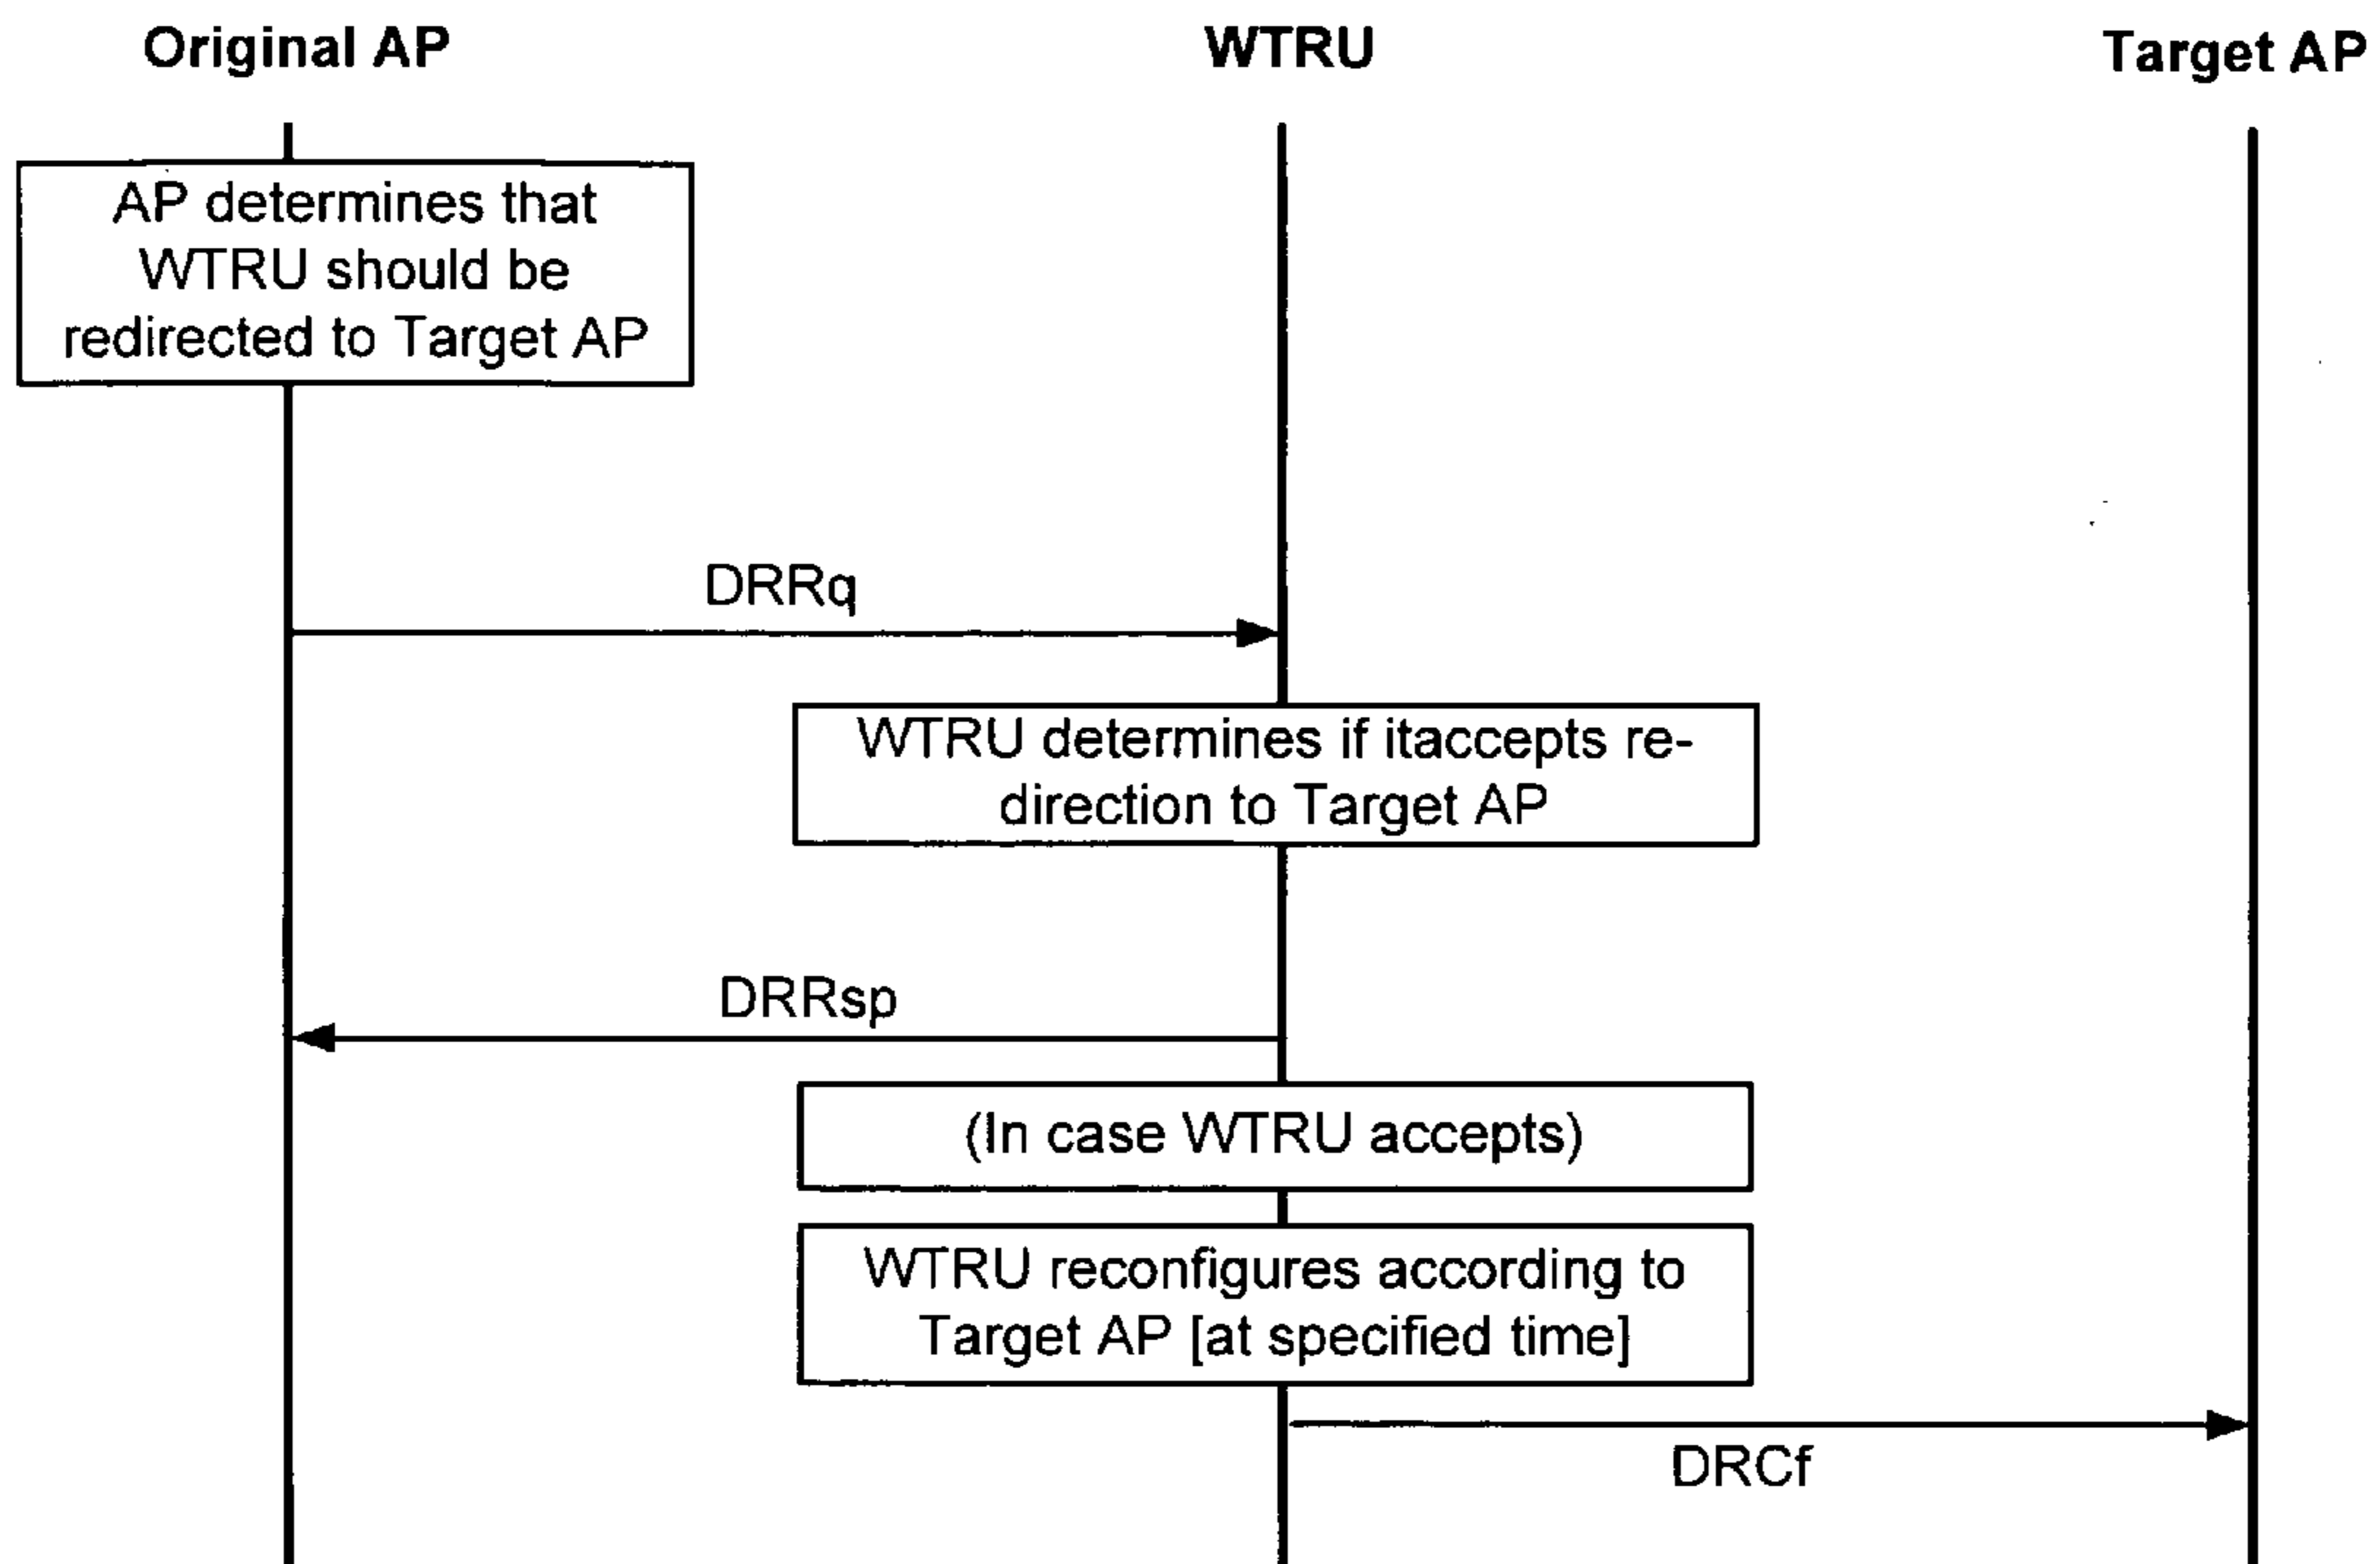 Original AP
WTRU
Target AP
AP determines that
WTRU should be
redirected to Target AP
DRRq
WTRU determines if itaccepts re-
direction to Target AP
DRRsp
(In case WTRU accepts)
WTRU reconfigures according to
Target AP [at specified time]
DRCf